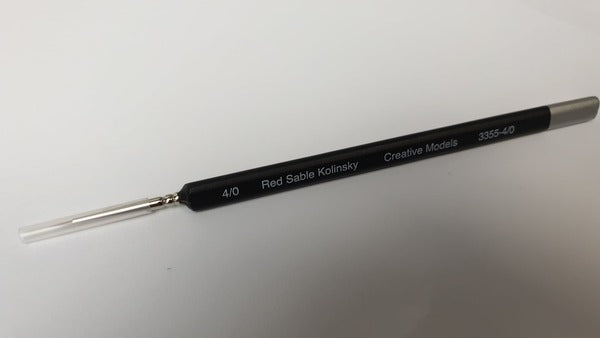 4/0 Red Sable Kolinsky Creative Models 3355-4/0